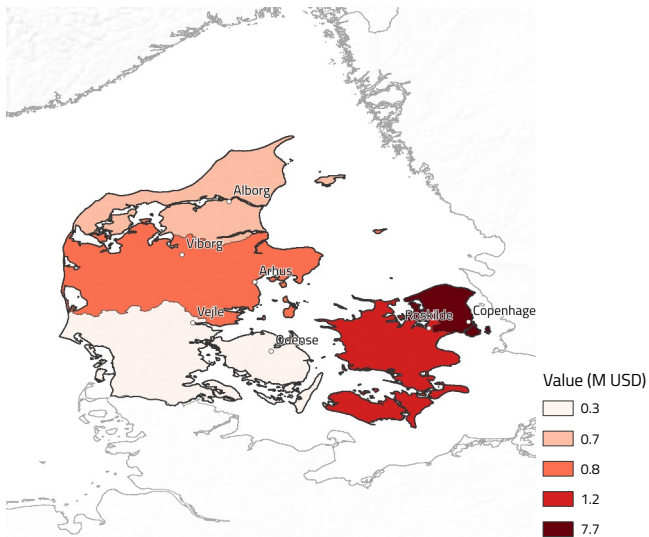 Alborg
Viborg
Arhus
Vejle
Odense
Roskilde
Copenhage
Value (M USD)
0.3
0.7
0.8
1.2
7.7